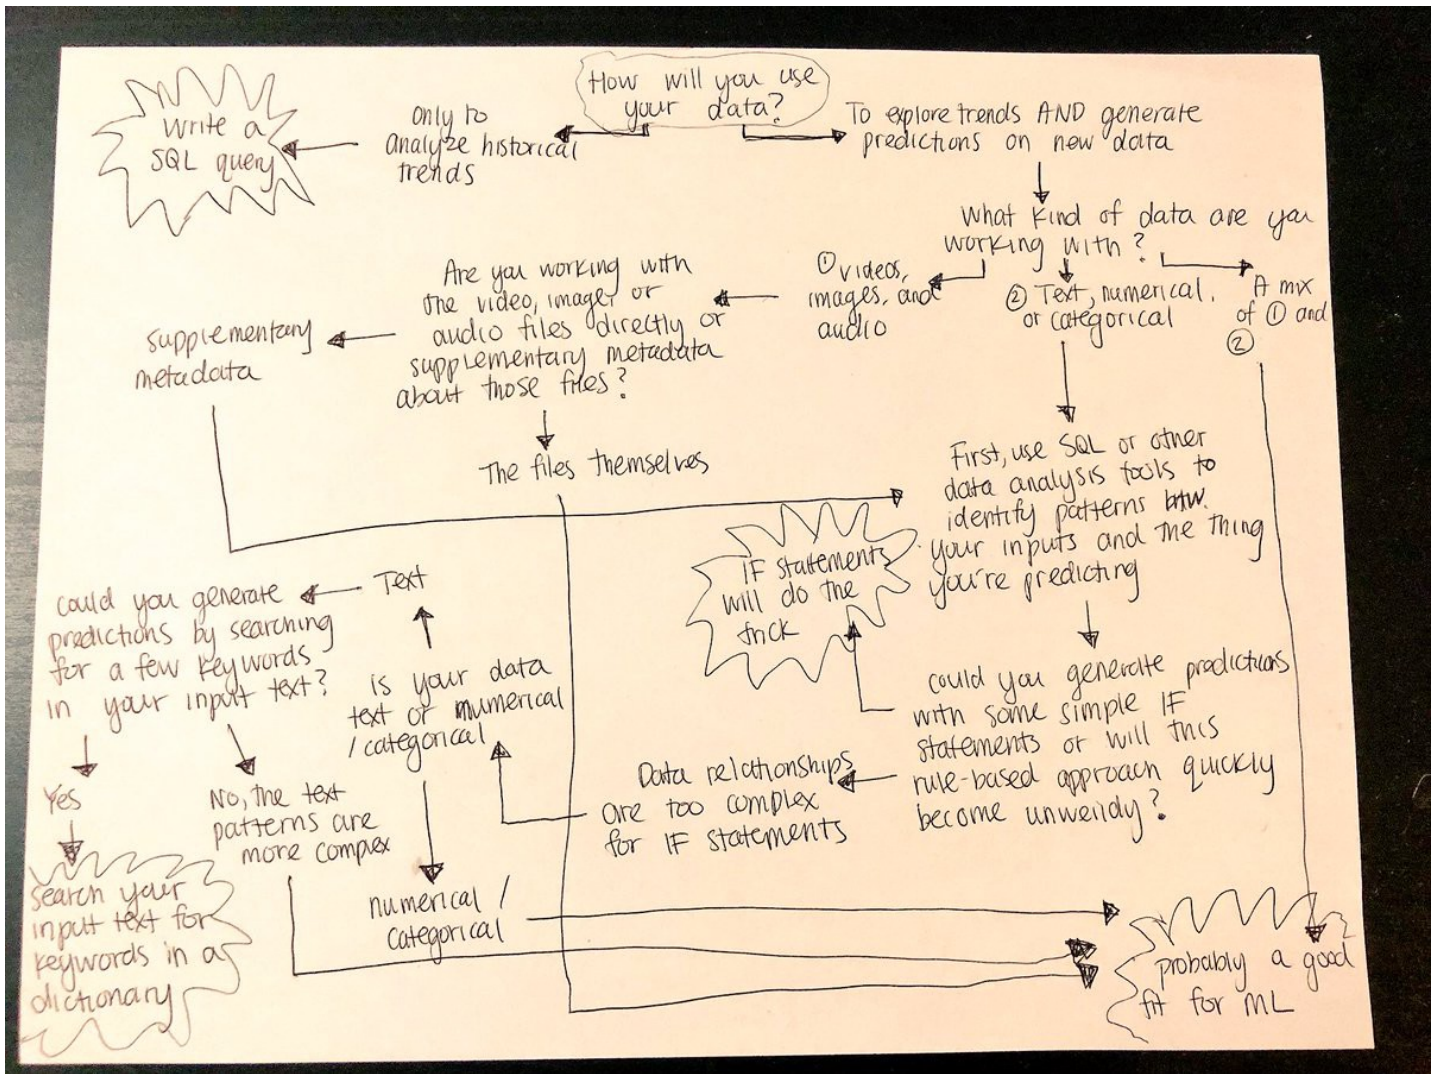 How will you use
your data?
only to
analyze historical
trends
Write a
SQL query
To explore trends AND generate
predictions on new data
What kind of data are you
working with?
① videos,
images, and
audio
② Text, numerical,
or categorical
A mix
of ① and
②
Are you working with
the video, image, or
audio files directly or
supplementary metadata
about those files?
supplementary
metadata
The files themselves
First, use SQL or other
data analysis tools to
identify patterns btw.
your inputs and the thing
you're predicting
IF statements
will do the
trick
could you generate predictions
with some simple IF
statements or will this
rule-based approach quickly
become unweildy?
Data relationships
are too complex
for IF statements
is your data
text or numerical
/categorical
Text
could you generate
predictions by searching
for a few keywords
in your input text?
Yes
No, the text
patterns are
more complex
search your
input text for
keywords in a
dictionary
numerical /
categorical
probably a good
fit for ML